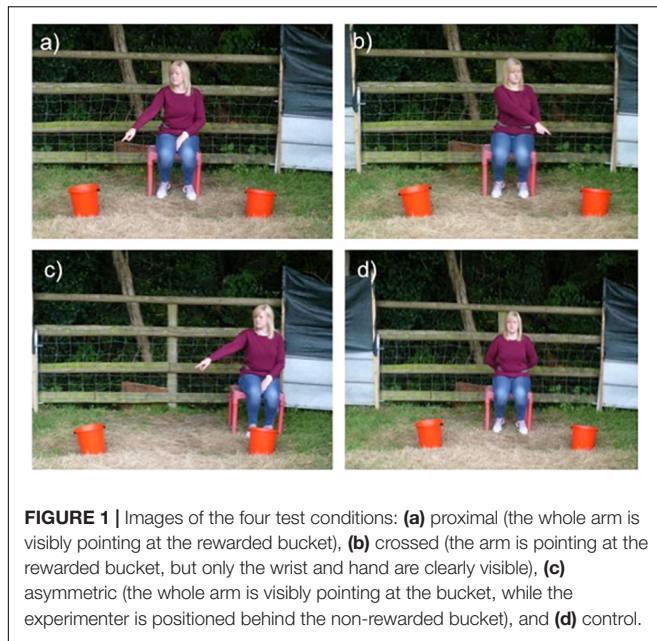 a)
b)
c)
d)
FIGURE 1 | Images of the four test conditions: (a) proximal (the whole arm is
visibly pointing at the rewarded bucket), (b) crossed (the arm is pointing at the
rewarded bucket, but only the wrist and hand are clearly visible), (c)
asymmetric (the whole arm is visibly pointing at the bucket, while the
experimenter is positioned behind the non-rewarded bucket), and (d) control.